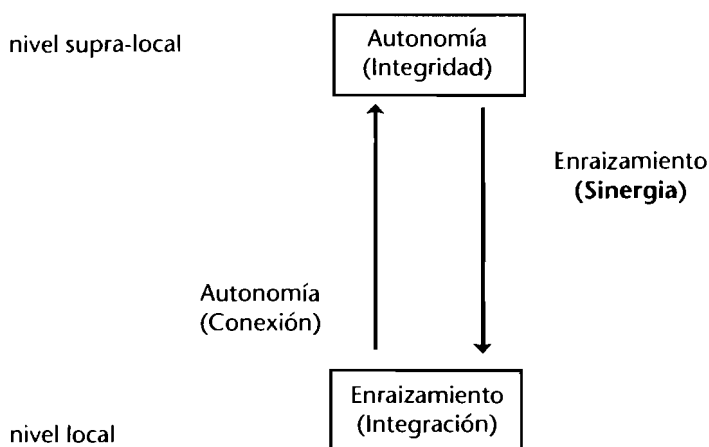 nivel supra-local
Autonomía
(Integridad)
Enraizamiento
(Sinergia)
Autonomía
(Conexión)
Enraizamiento
(Integración)
nivel local